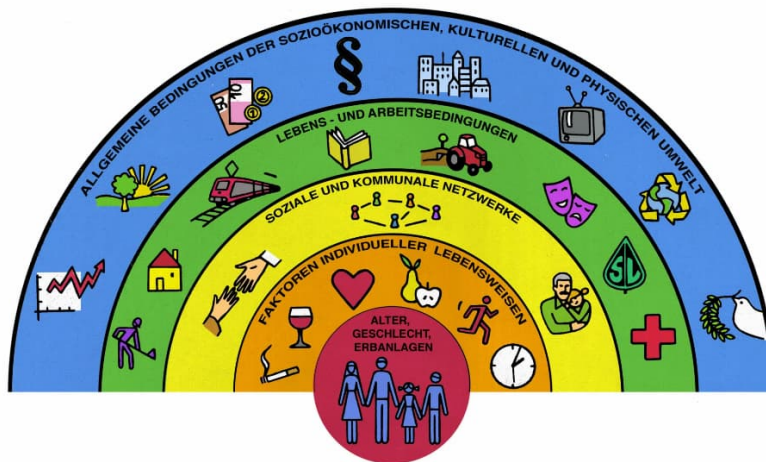 ALLGEMEINE BEDINGUNGEN DER SOZIOÖKONOMISCHEN, KULTURELLEN UND PHYSISCHEN UMWELT
§
LEBENS - UND ARBEITSBEDINGUNGEN
SOZIALE UND KOMMUNALE NETZWERKE
FAKTOREN INDIVIDUELLER LEBENSWEISEN
ALTER,
GESCHLECHT,
ERBANLAGEN